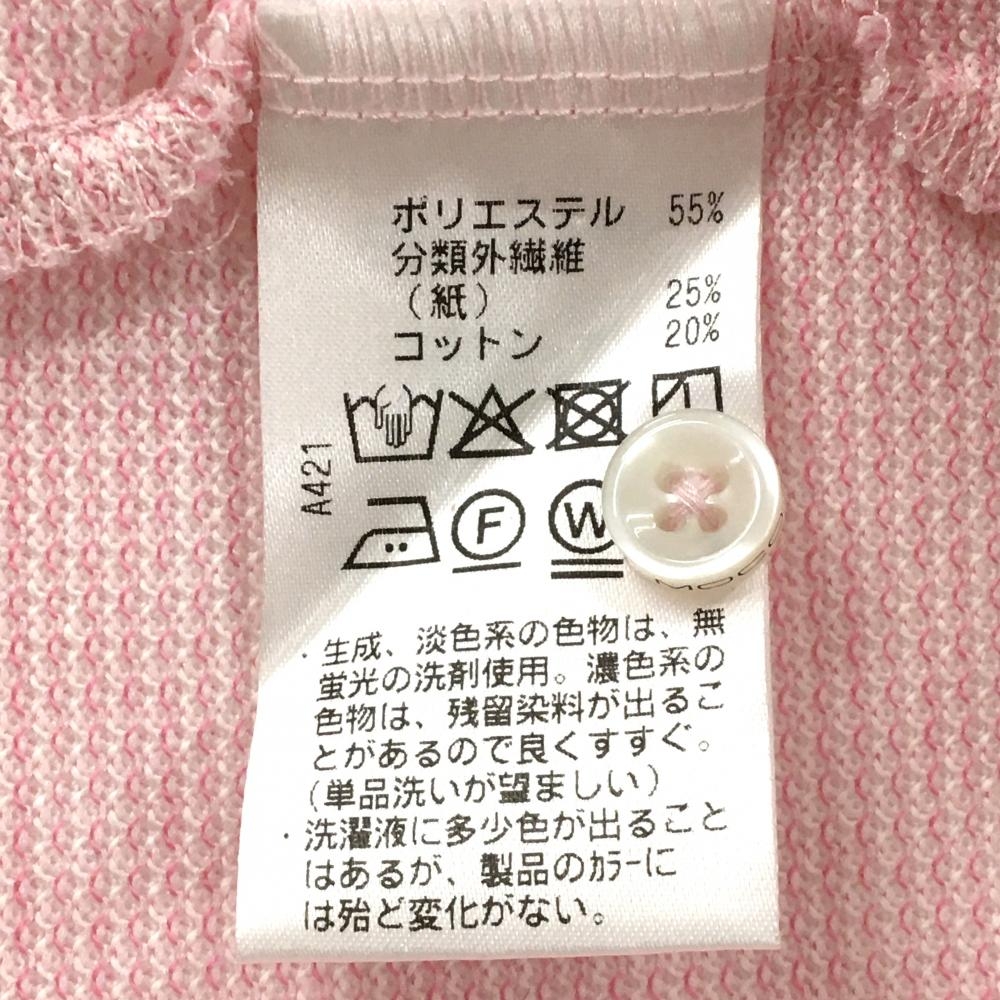 ポリエステル 55%
分類外繊維
（紙） 25%
コットン 20%
A421
F W
・生成、淡色系の色物は、無
蛍光の洗剤使用。濃色系の
色物は、残留染料が出るこ
とがあるので良くすすぐ。
（単品洗いが望ましい）
・洗濯液に多少色が出ること
はあるが、製品のｶﾗｰに
は殆ど変化がない。